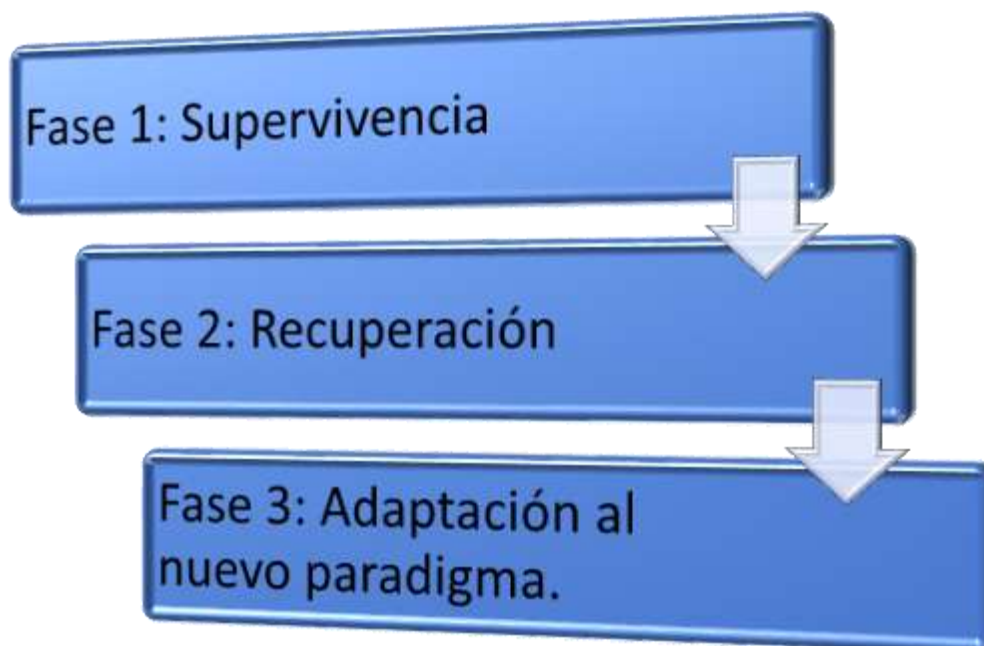 Fase 1: Supervivencia
Fase 2: Recuperación
Fase 3: Adaptación al
nuevo paradigma.